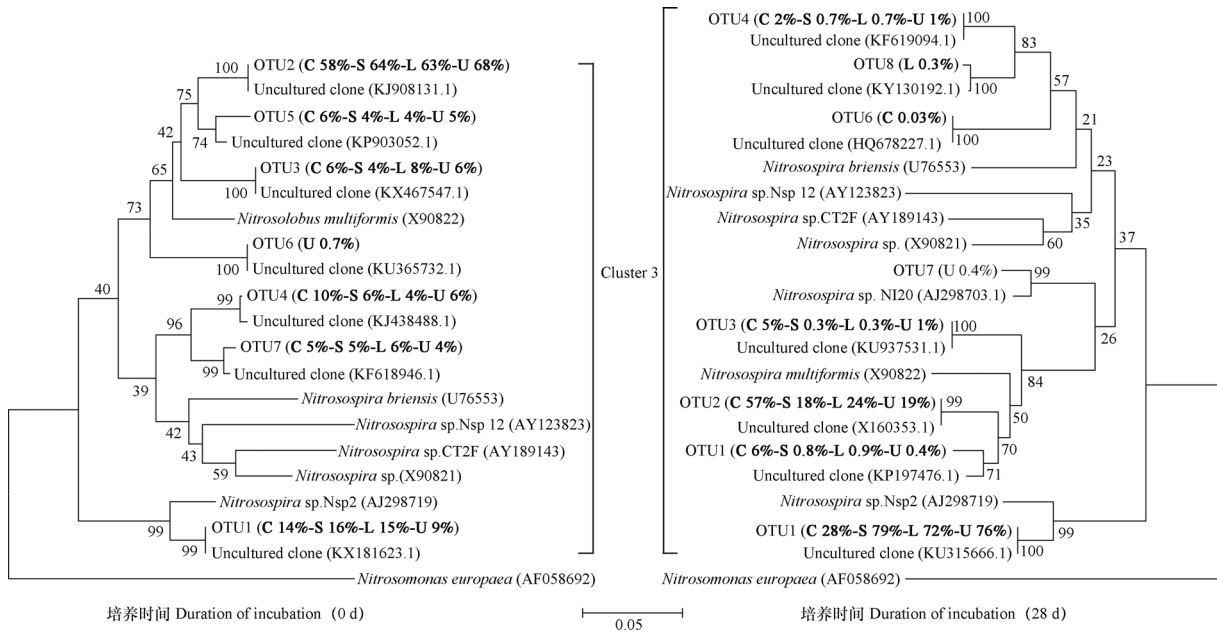 OTU2 (C 58%-S 64%-L 63%-U 68%)
100
Uncultured clone (KJ908131.1)
75
OTU5 (C 6%-S 4%-L 4%-U 5%)
74
Uncultured clone (KP903052.1)
42
OTU3 (C 6%-S 4%-L 8%-U 6%)
65
100
Uncultured clone (KX467547.1)
Nitrosolobus multiformis (X90822)
73
OTU6 (U 0.7%)
100
Uncultured clone (KU365732.1)
40
OTU4 (C 10%-S 6%-L 4%-U 6%)
99
Uncultured clone (KJ438488.1)
96
OTU7 (C 5%-S 5%-L 6%-U 4%)
99
Uncultured clone (KF618946.1)
39
Nitrosospira briensis (U76553)
42
Nitrosospira sp.Nsp 12 (AY123823)
43
Nitrosospira sp.CT2F (AY189143)
59
Nitrosospira sp.(X90821)
Nitrosospira sp.Nsp2 (AJ298719)
99
OTU1 (C 14%-S 16%-L 15%-U 9%)
99
Uncultured clone (KX181623.1)
Nitrosomonas europaea (AF058692)
培养时间 Duration of incubation（0 d）
Cluster 3
0.05
OTU4 (C 2%-S 0.7%-L 0.7%-U 1%)
100
Uncultured clone (KF619094.1)
83
OTU8 (L 0.3%)
100
Uncultured clone (KY130192.1)
57
OTU6 (C 0.03%)
100
Uncultured clone (HQ678227.1)
21
Nitrosospira briensis (U76553)
23
Nitrosospira sp.Nsp 12 (AY123823)
35
Nitrosospira sp.CT2F (AY189143)
60
Nitrosospira sp. (X90821)
37
OTU7 (U 0.4%)
99
Nitrosospira sp. NI20 (AJ298703.1)
26
OTU3 (C 5%-S 0.3%-L 0.3%-U 1%)
100
Uncultured clone (KU937531.1)
84
Nitrosospira multiformis (X90822)
50
OTU2 (C 57%-S 18%-L 24%-U 19%)
99
Uncultured clone (X160353.1)
70
OTU1 (C 6%-S 0.8%-L 0.9%-U 0.4%)
71
Uncultured clone (KP197476.1)
Nitrosospira sp.Nsp2 (AJ298719)
99
OTU1 (C 28%-S 79%-L 72%-U 76%)
100
Uncultured clone (KU315666.1)
Nitrosomonas europaea (AF058692)
培养时间 Duration of incubation（28 d）